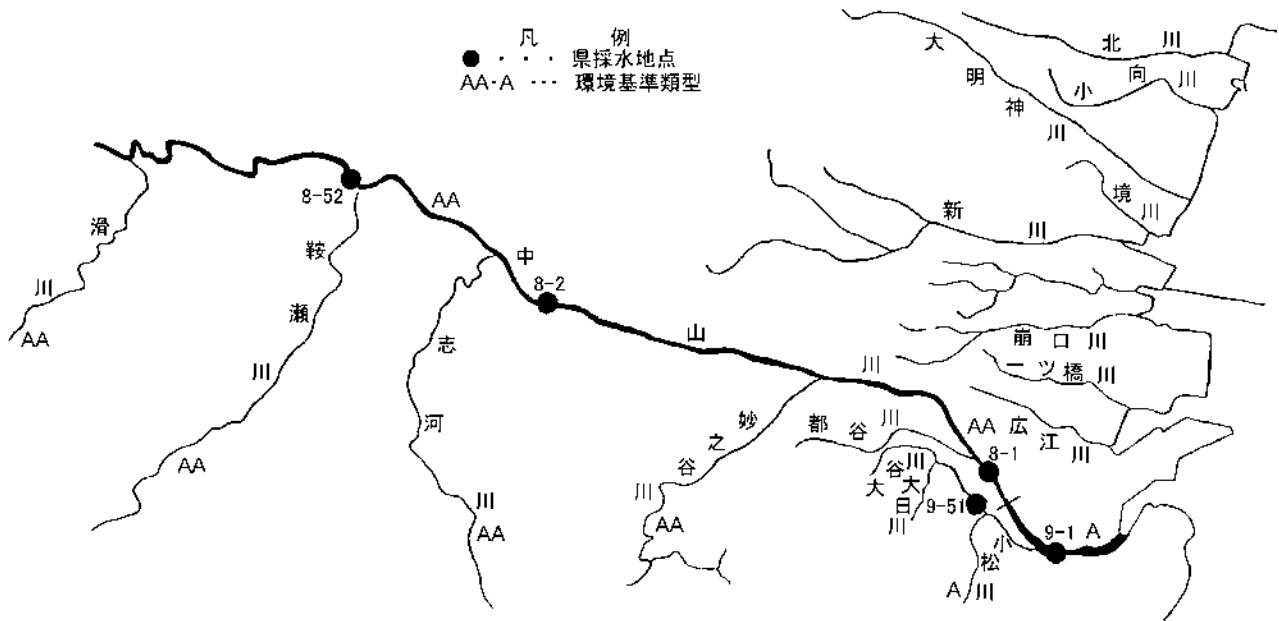 凡 例
● ・・・ 県採水地点
AA-A ・・・ 環境基準類型
北川
小向川
大明神川
境川
新川
崩口川
一ツ橋川
広江川
中山川
AA
AA
A
8-52
8-2
8-1
9-51
9-1
滑川
AA
鞍瀬川
AA
志河川
AA
妙之谷川
AA
都谷川
大谷川
大日川
小松川
A